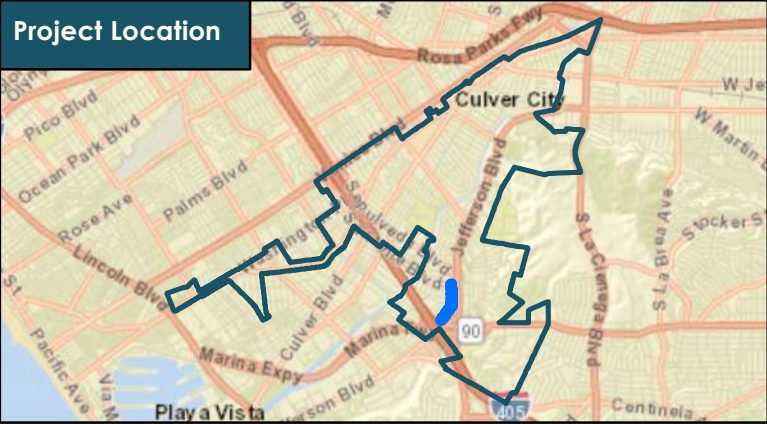 Project Location
Rosa Parks Fwy
Culver City
W Je
Pico Blvd
W Martin L
Ocean Park Blvd
Palms Blvd
Jefferson Blvd
Rose Ave
Sepulveda Blvd
Washington
Stocker S
S La Brea Ave
S La Cienega Blvd
Lincoln Blvd
St
Culver Blvd
Marina Fwy
90
Pacific Ave
Marina Expy
Via M
Playa Vista
erson Blvd
405
Centinela